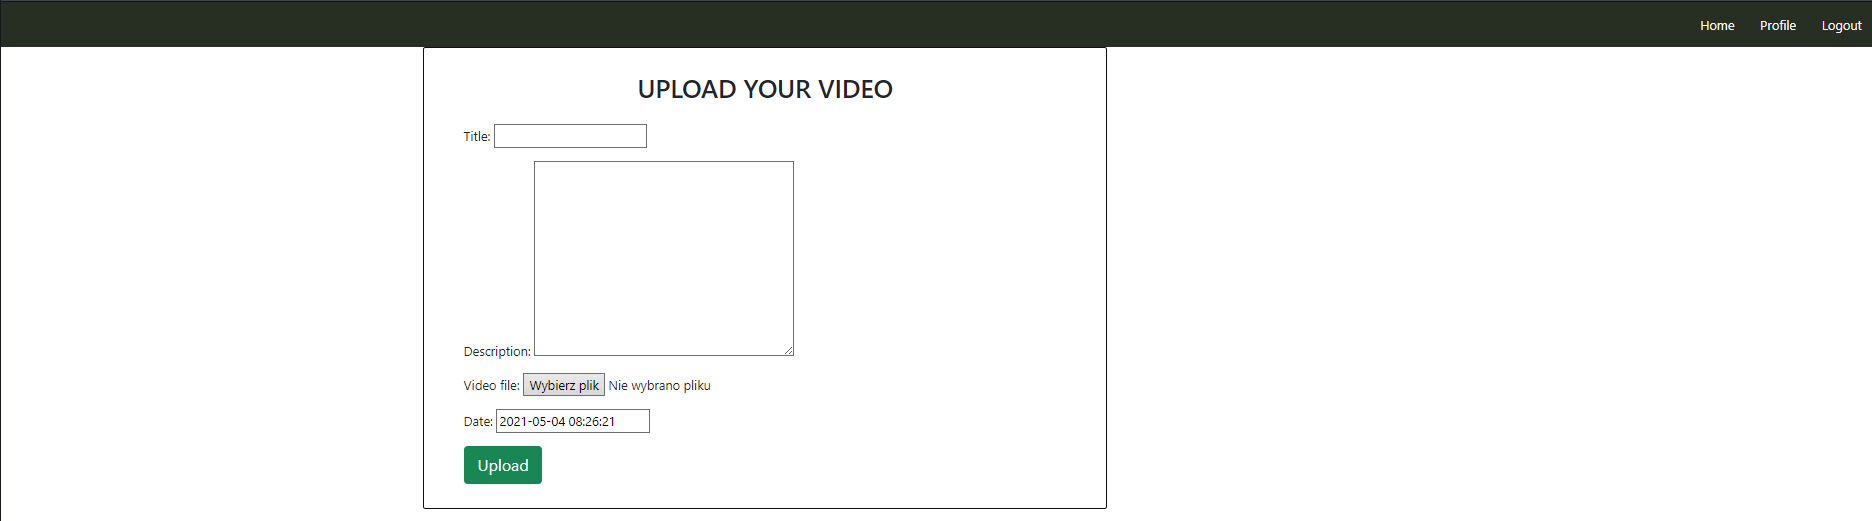 Home Profile Logout
UPLOAD YOUR VIDEO
Title:
Description:
Video file: Wybierz plik Nie wybrano pliku
Date: 2021-05-04 08:26:21
Upload